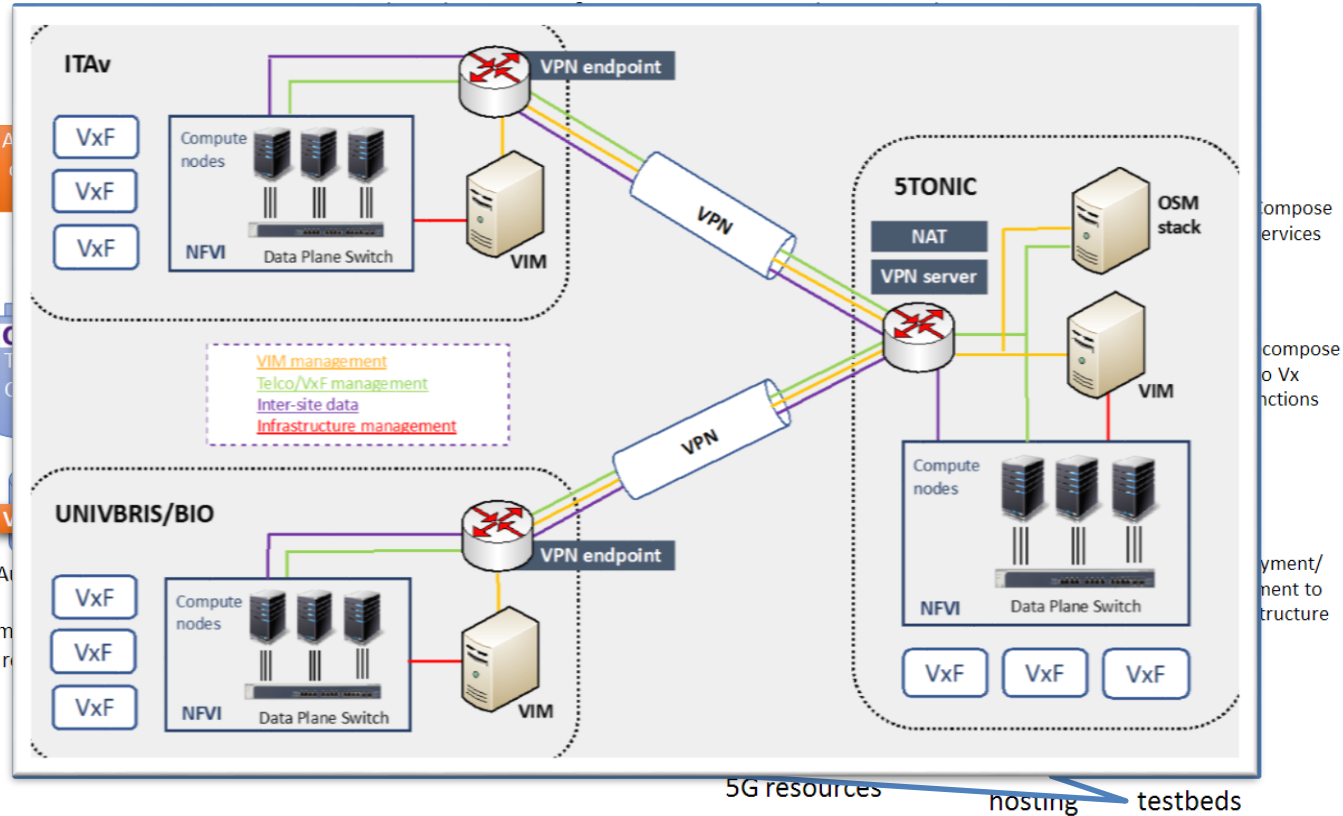 ITAv
VPN endpoint
VxF
VxF
VxF
Compute
nodes
NFVI
Data Plane Switch
VIM
VPN
5TONIC
NAT
VPN server
OSM
stack
VIM
VIM management
Telco/VxF management
Inter-site data
Infrastructure management
VPN
Compute
nodes
NFVI
Data Plane Switch
VxF
VxF
VxF
UNIVBRIS/BIO
VPN endpoint
VxF
VxF
VxF
Compute
nodes
NFVI
Data Plane Switch
VIM
ompose
ervices
compose
o Vx
nctions
yment/
ment to
tructure
5G resources
hosting
testbeds